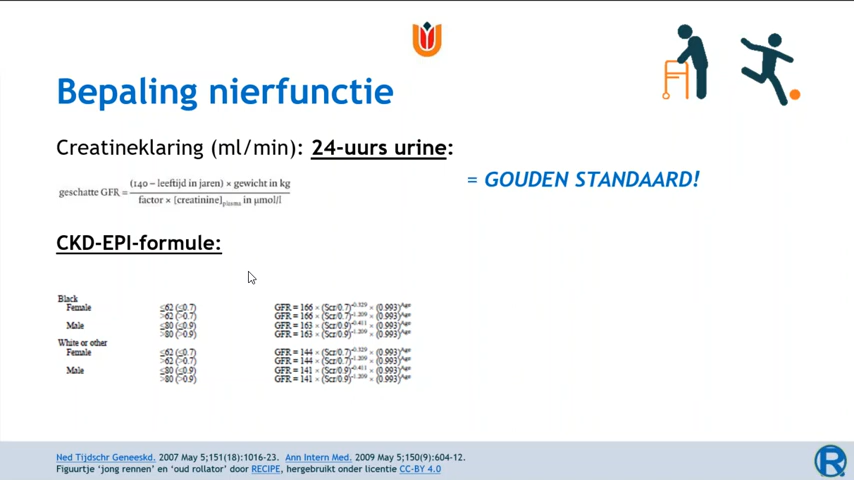 Bepaling nierfunctie
Creatineklaring (ml/min): 24-uurs urine:
= GOUDEN STANDAARD!
geschatte GFR = (140 – leeftijd in jaren) × gewicht in kg
factor × [creatinine]plasma in μmol/l
CKD-EPI-formule:
Black
Female ≤62 (≤0.7) GFR = 166 × (Scr/0.7)-0.329 × (0.993)Age
>62 (>0.7) GFR = 166 × (Scr/0.7)-1.209 × (0.993)Age
Male ≤80 (≤0.9) GFR = 163 × (Scr/0.9)-0.411 × (0.993)Age
>80 (>0.9) GFR = 163 × (Scr/0.9)-1.209 × (0.993)Age
White or other
Female ≤62 (≤0.7) GFR = 144 × (Scr/0.7)-0.329 × (0.993)Age
>62 (>0.7) GFR = 144 × (Scr/0.7)-1.209 × (0.993)Age
Male ≤80 (≤0.9) GFR = 141 × (Scr/0.9)-0.411 × (0.993)Age
>80 (>0.9) GFR = 141 × (Scr/0.9)-1.209 × (0.993)Age
Ned Tijdschr Geneeskd. 2007 May 5;151(18):1016-23. Ann Intern Med. 2009 May 5;150(9):604-12.
Figuurtje ‘jong rennen’ en ‘oud rollator’ door RECIPE, hergebruikt onder licentie CC-BY 4.0
R